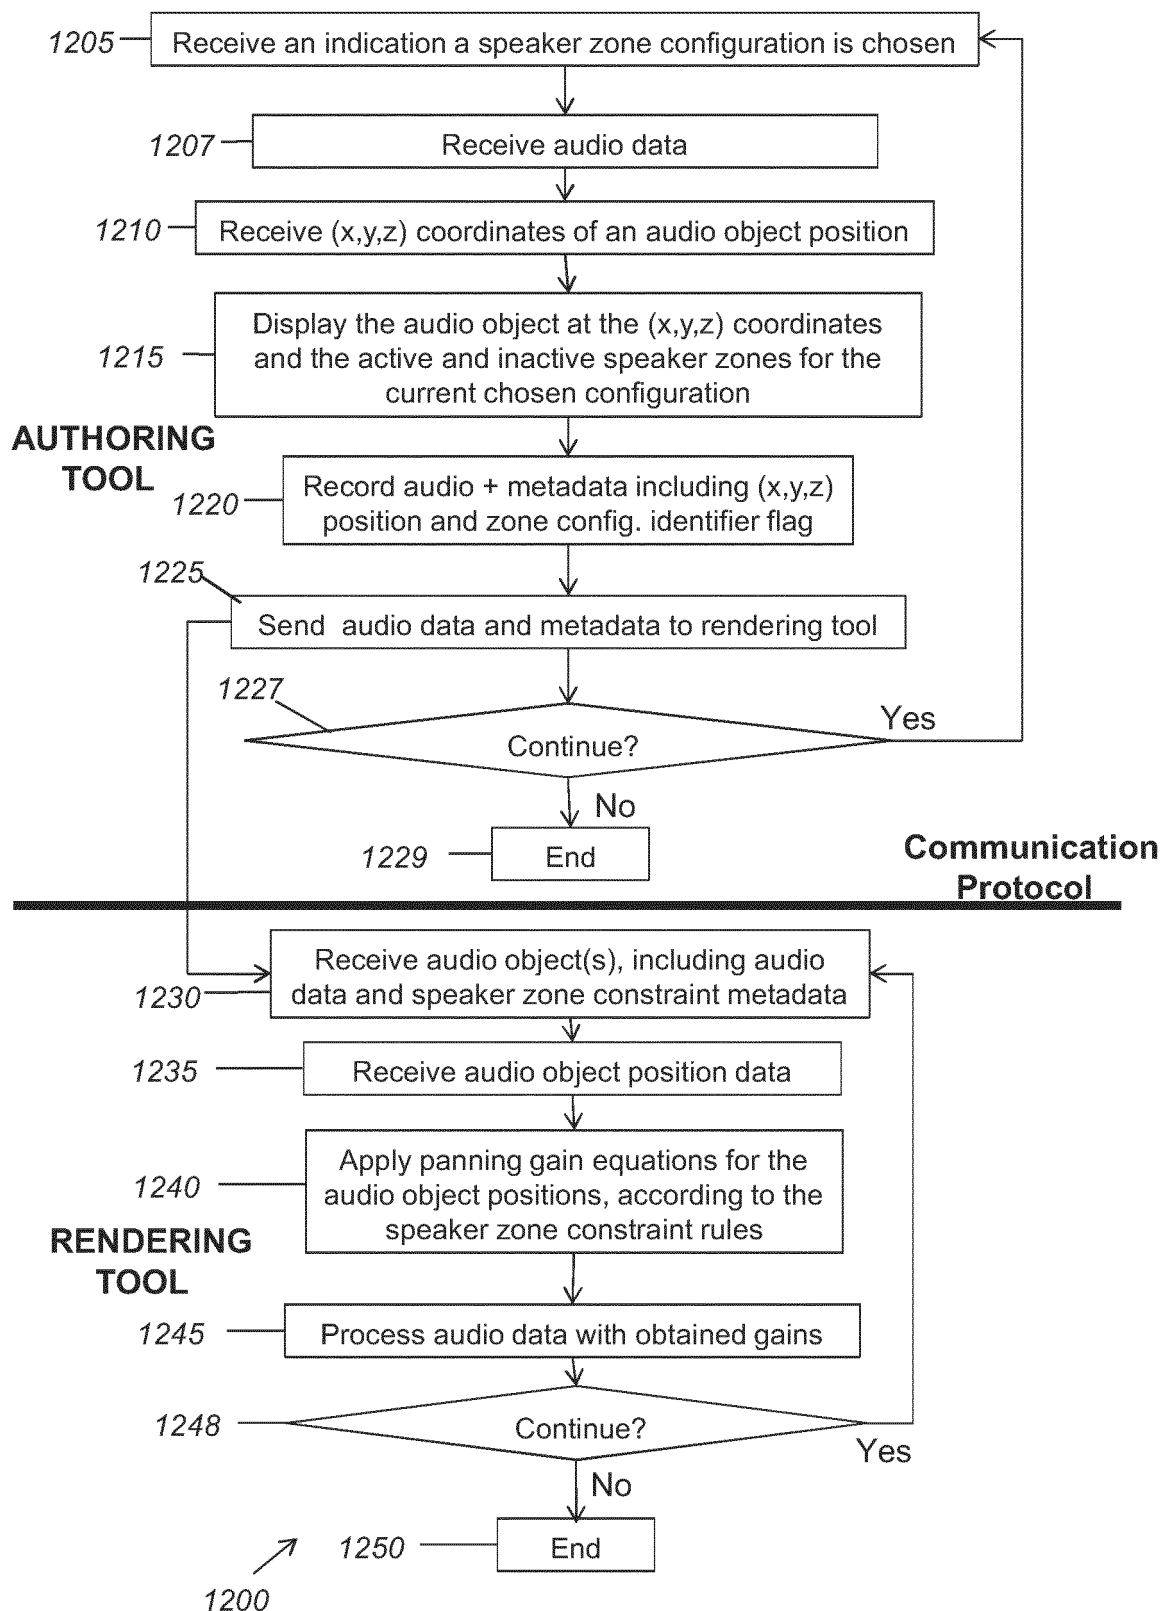 1205
Receive an indication a speaker zone configuration is chosen
1207
Receive audio data
1210
Receive (x,y,z) coordinates of an audio object position
1215
Display the audio object at the (x,y,z) coordinates
and the active and inactive speaker zones for the
current chosen configuration
AUTHORING
TOOL
1220
Record audio + metadata including (x,y,z)
position and zone config. identifier flag
1225
Send audio data and metadata to rendering tool
1227
Continue?
Yes
No
1229
End
Communication
Protocol
1230
Receive audio object(s), including audio
data and speaker zone constraint metadata
1235
Receive audio object position data
1240
Apply panning gain equations for the
audio object positions, according to the
speaker zone constraint rules
RENDERING
TOOL
1245
Process audio data with obtained gains
1248
Continue?
Yes
No
1250
End
1200